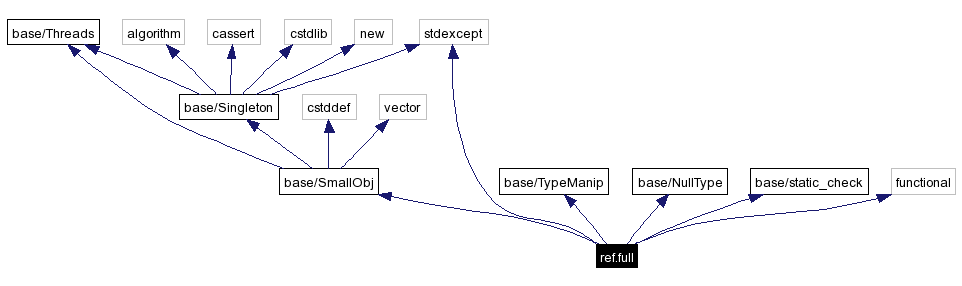 base/Threads
algorithm
cassert
cstdlib
new
stdexcept
base/Singleton
cstddef
vector
base/SmallObj
base/TypeManip
base/NullType
base/static_check
functional
ref.full